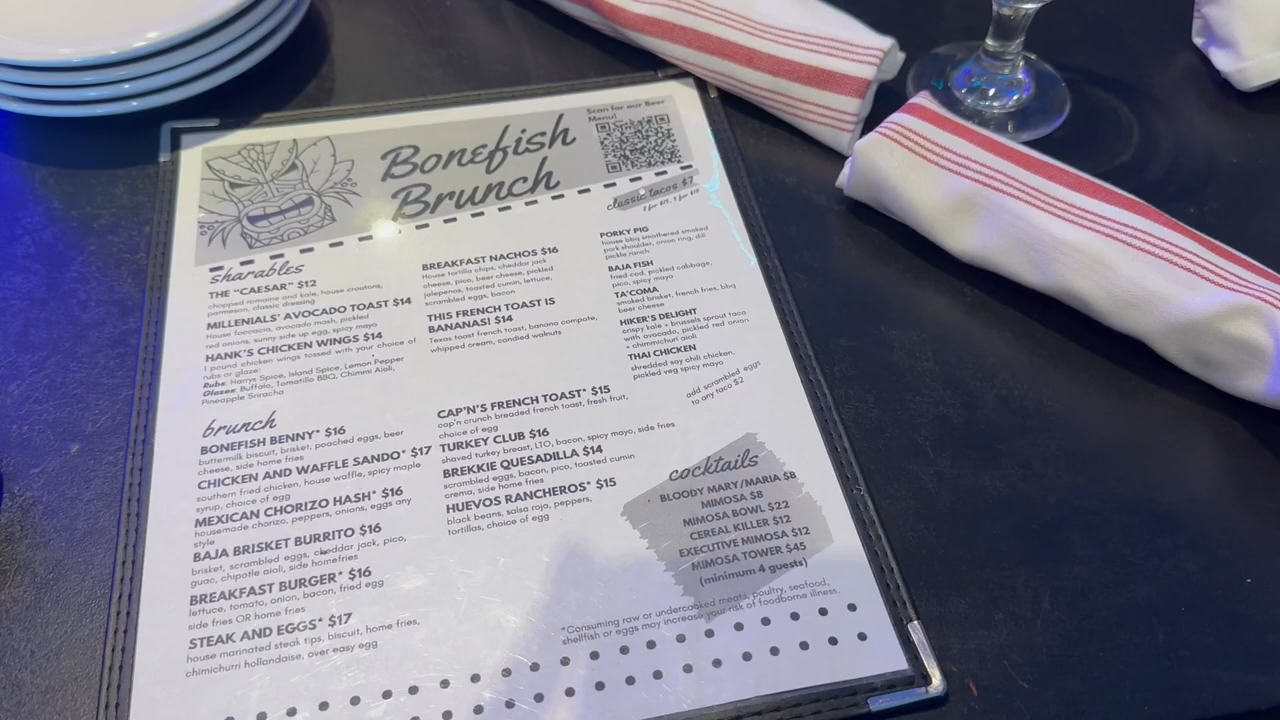 Bonefish
Brunch
Scan for our Beer
Menu!
sharables
THE "CAESAR" $12
chopped romaine and kale, house croutons,
parmesan, classic dressing
MILLENIALS' AVOCADO TOAST $14
House foccacia, avocado mash, pickled
red onions, sunny side up egg, spicy mayo
HANK'S CHICKEN WINGS $14
1 pound chicken wings tossed with your choice of
rubs or glaze:
Rubs: Harrys Spice, Island Spice, Lemon Pepper
Glazes: Buffalo, Tomatillo BBQ, Chimmi Aioli,
Pineapple Sriracha
BREAKFAST NACHOS $16
House tortilla chips, cheddar jack
cheese, pico, beer cheese, pickled
jalepenos, toasted cumin, lettuce,
scrambled eggs, bacon
THIS FRENCH TOAST IS
BANANAS! $14
Texas toast french toast, banana compote,
whipped cream, candied walnuts
classic tacos $7
2 for $13, 3 for $18
PORKY PIG
house bbq smothered smoked
pork shoulder, onion ring, dill
pickle ranch
BAJA FISH
fried cod, pickled cabbage,
pico, spicy mayo
TA'COMA
smoked brisket, french fries, bbq
beer cheese
HIKER'S DELIGHT
crispy kale + brussels sprout taco
with avocado, pickled red onion
+ chimmichuri aioli
THAI CHICKEN
shredded soy chili chicken,
pickled veg spicy mayo
add scrambled eggs
to any taco $2
brunch
BONEFISH BENNY* $16
buttermilk biscuit, brisket, poached eggs, beer
cheese, side home fries
CHICKEN AND WAFFLE SANDO* $17
southern fried chicken, house waffle, spicy maple
syrup, choice of egg
MEXICAN CHORIZO HASH* $16
housemade chorizo, peppers, onions, eggs any
style
BAJA BRISKET BURRITO $16
brisket, scrambled eggs, cheddar jack, pico,
guac, chipotle aioli, side homefries
BREAKFAST BURGER* $16
lettuce, tomato, onion, bacon, fried egg
side fries OR home fries
STEAK AND EGGS* $17
house marinated steak tips, biscuit, home fries,
chimichurri hollandaise, over easy egg
CAP'N'S FRENCH TOAST* $15
cap'n crunch breaded french toast, fresh fruit,
choice of egg
TURKEY CLUB $16
shaved turkey breast, LTO, bacon, spicy mayo, side fries
BREKKIE QUESADILLA $14
scrambled eggs, bacon, pico, toasted cumin
crema, side home fries
HUEVOS RANCHEROS* $15
black beans, salsa roja, peppers,
tortillas, choice of egg
cocktails
BLOODY MARY/MARIA $8
MIMOSA $8
MIMOSA BOWL $22
CEREAL KILLER $12
EXECUTIVE MIMOSA $12
MIMOSA TOWER $45
(minimum 4 guests)
*Consuming raw or undercooked meats, poultry, seafood,
shellfish or eggs may increase your risk of foodborne illness.